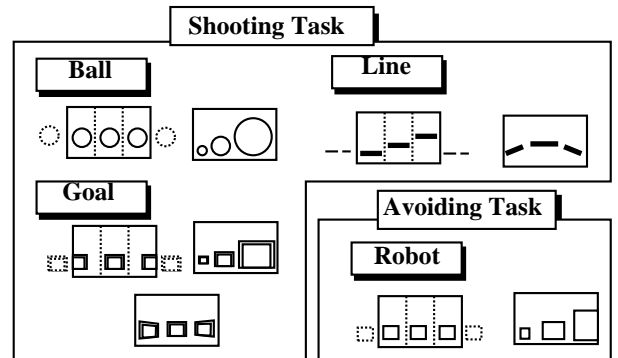 Shooting Task
Ball
Line
Goal
Avoiding Task
Robot